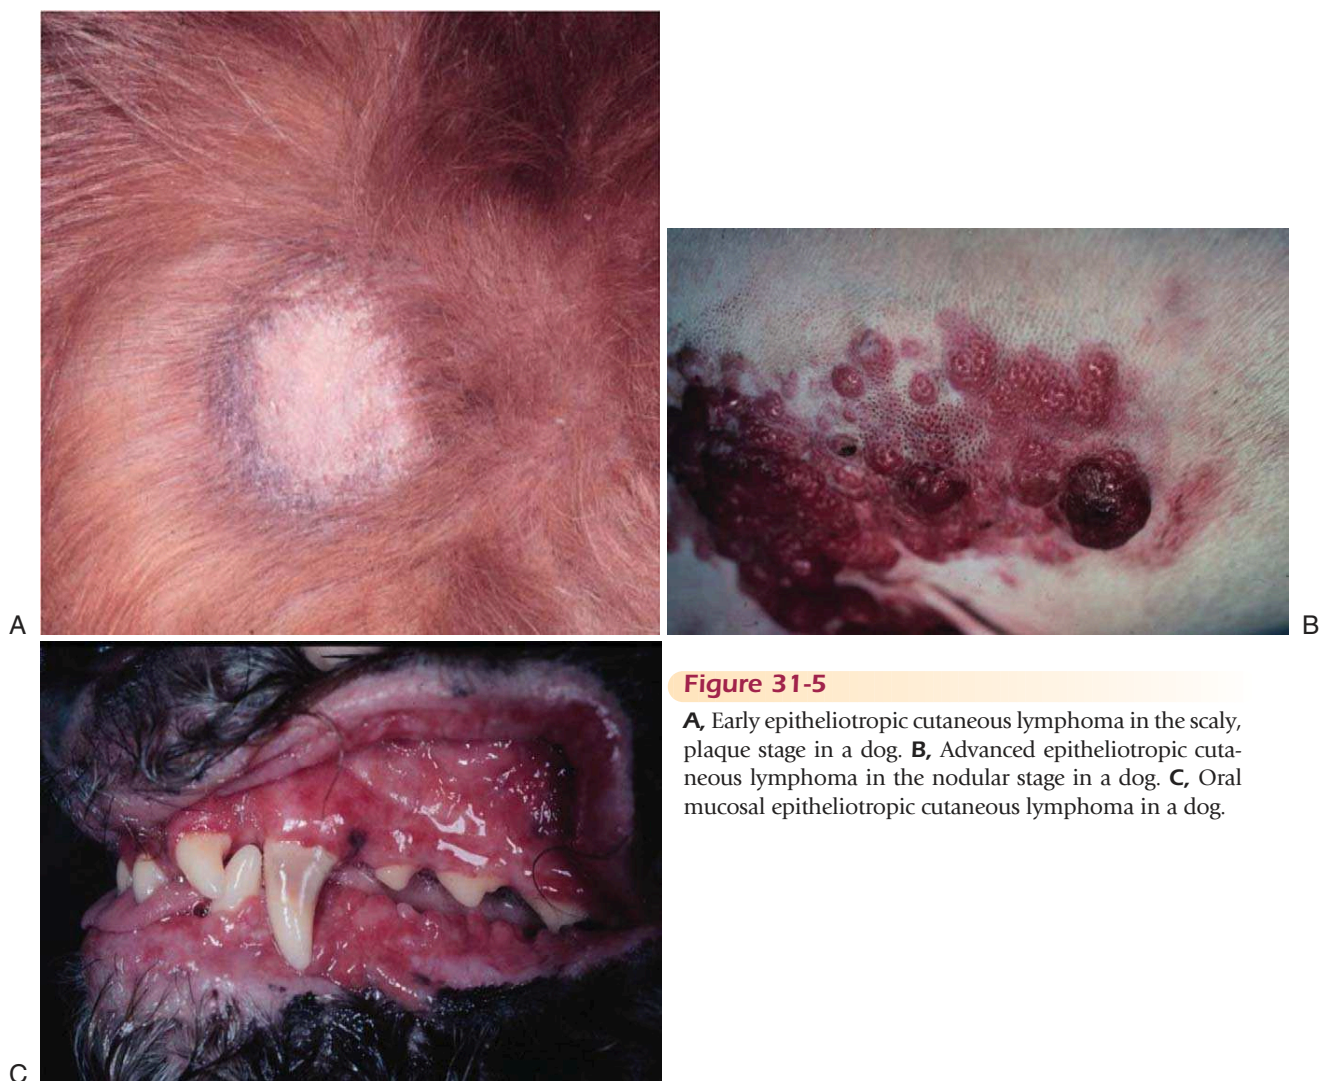 A
B
C
Figure 31-5
A, Early epitheliotropic cutaneous lymphoma in the scaly,
plaque stage in a dog. B, Advanced epitheliotropic cuta-
neous lymphoma in the nodular stage in a dog. C, Oral
mucosal epitheliotropic cutaneous lymphoma in a dog.